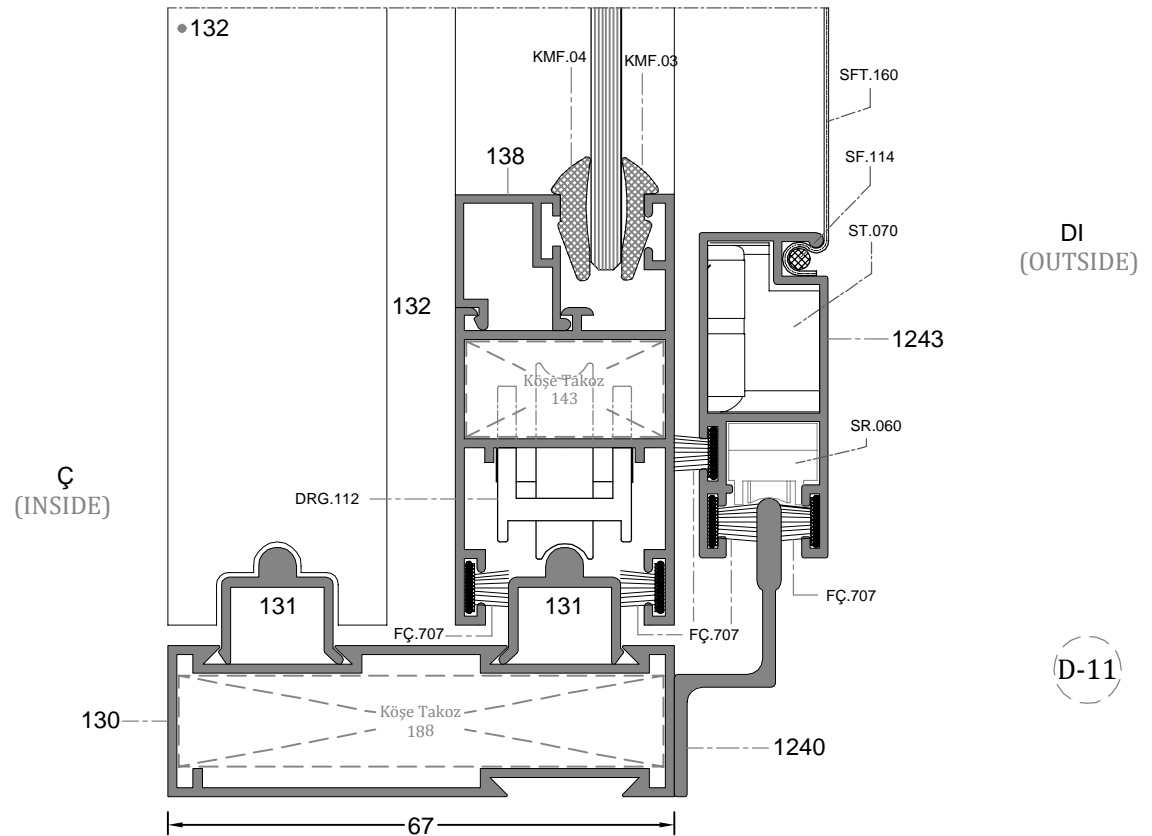 132
KMF.04
KMF.03
SFT.160
138
SF.114
ST.070
DI
(OUTSIDE)
132
1243
Köşe Takoz
143
SR.060
Ç
(INSIDE)
DRG.112
131
131
FÇ.707
FÇ.707
FÇ.707
D-11
130
Köşe Takoz
188
1240
67